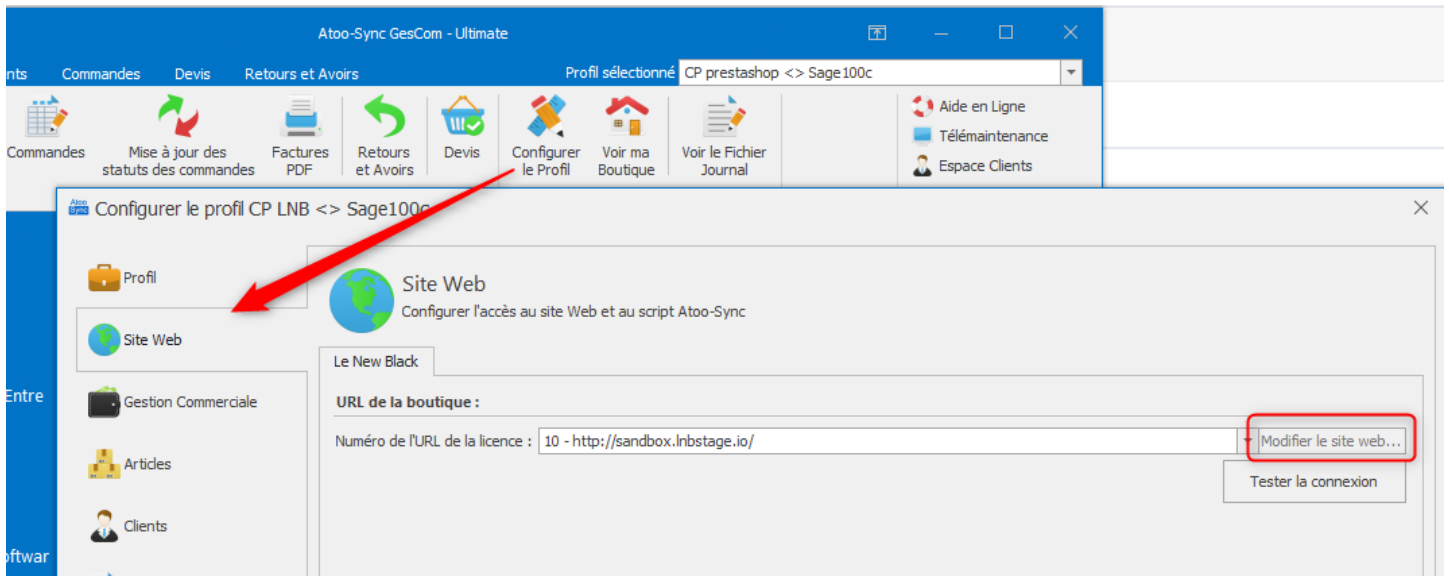 Atoo-Sync GesCom - Ultimate
nts Commandes Devis Retours et Avoirs Profil sélectionné CP prestashop <> Sage100c
Commandes
Mise à jour des
statuts des commandes
Factures
PDF
Retours
et Avoirs
Devis
Configurer
le Profil
Voir ma
Boutique
Voir le Fichier
Journal
Aide en Ligne
Télémaintenance
Espace Clients
Atoo
Sync
Configurer le profil CP LNB <> Sage100c
Profil
Site Web
Gestion Commerciale
Articles
Clients
Entre
oftwar
Site Web
Configurer l'accès au site Web et au script Atoo-Sync
Le New Black
URL de la boutique :
Numéro de l'URL de la licence : 10 - http://sandbox.lnbstage.io/ Modifier le site web...
Tester la connexion